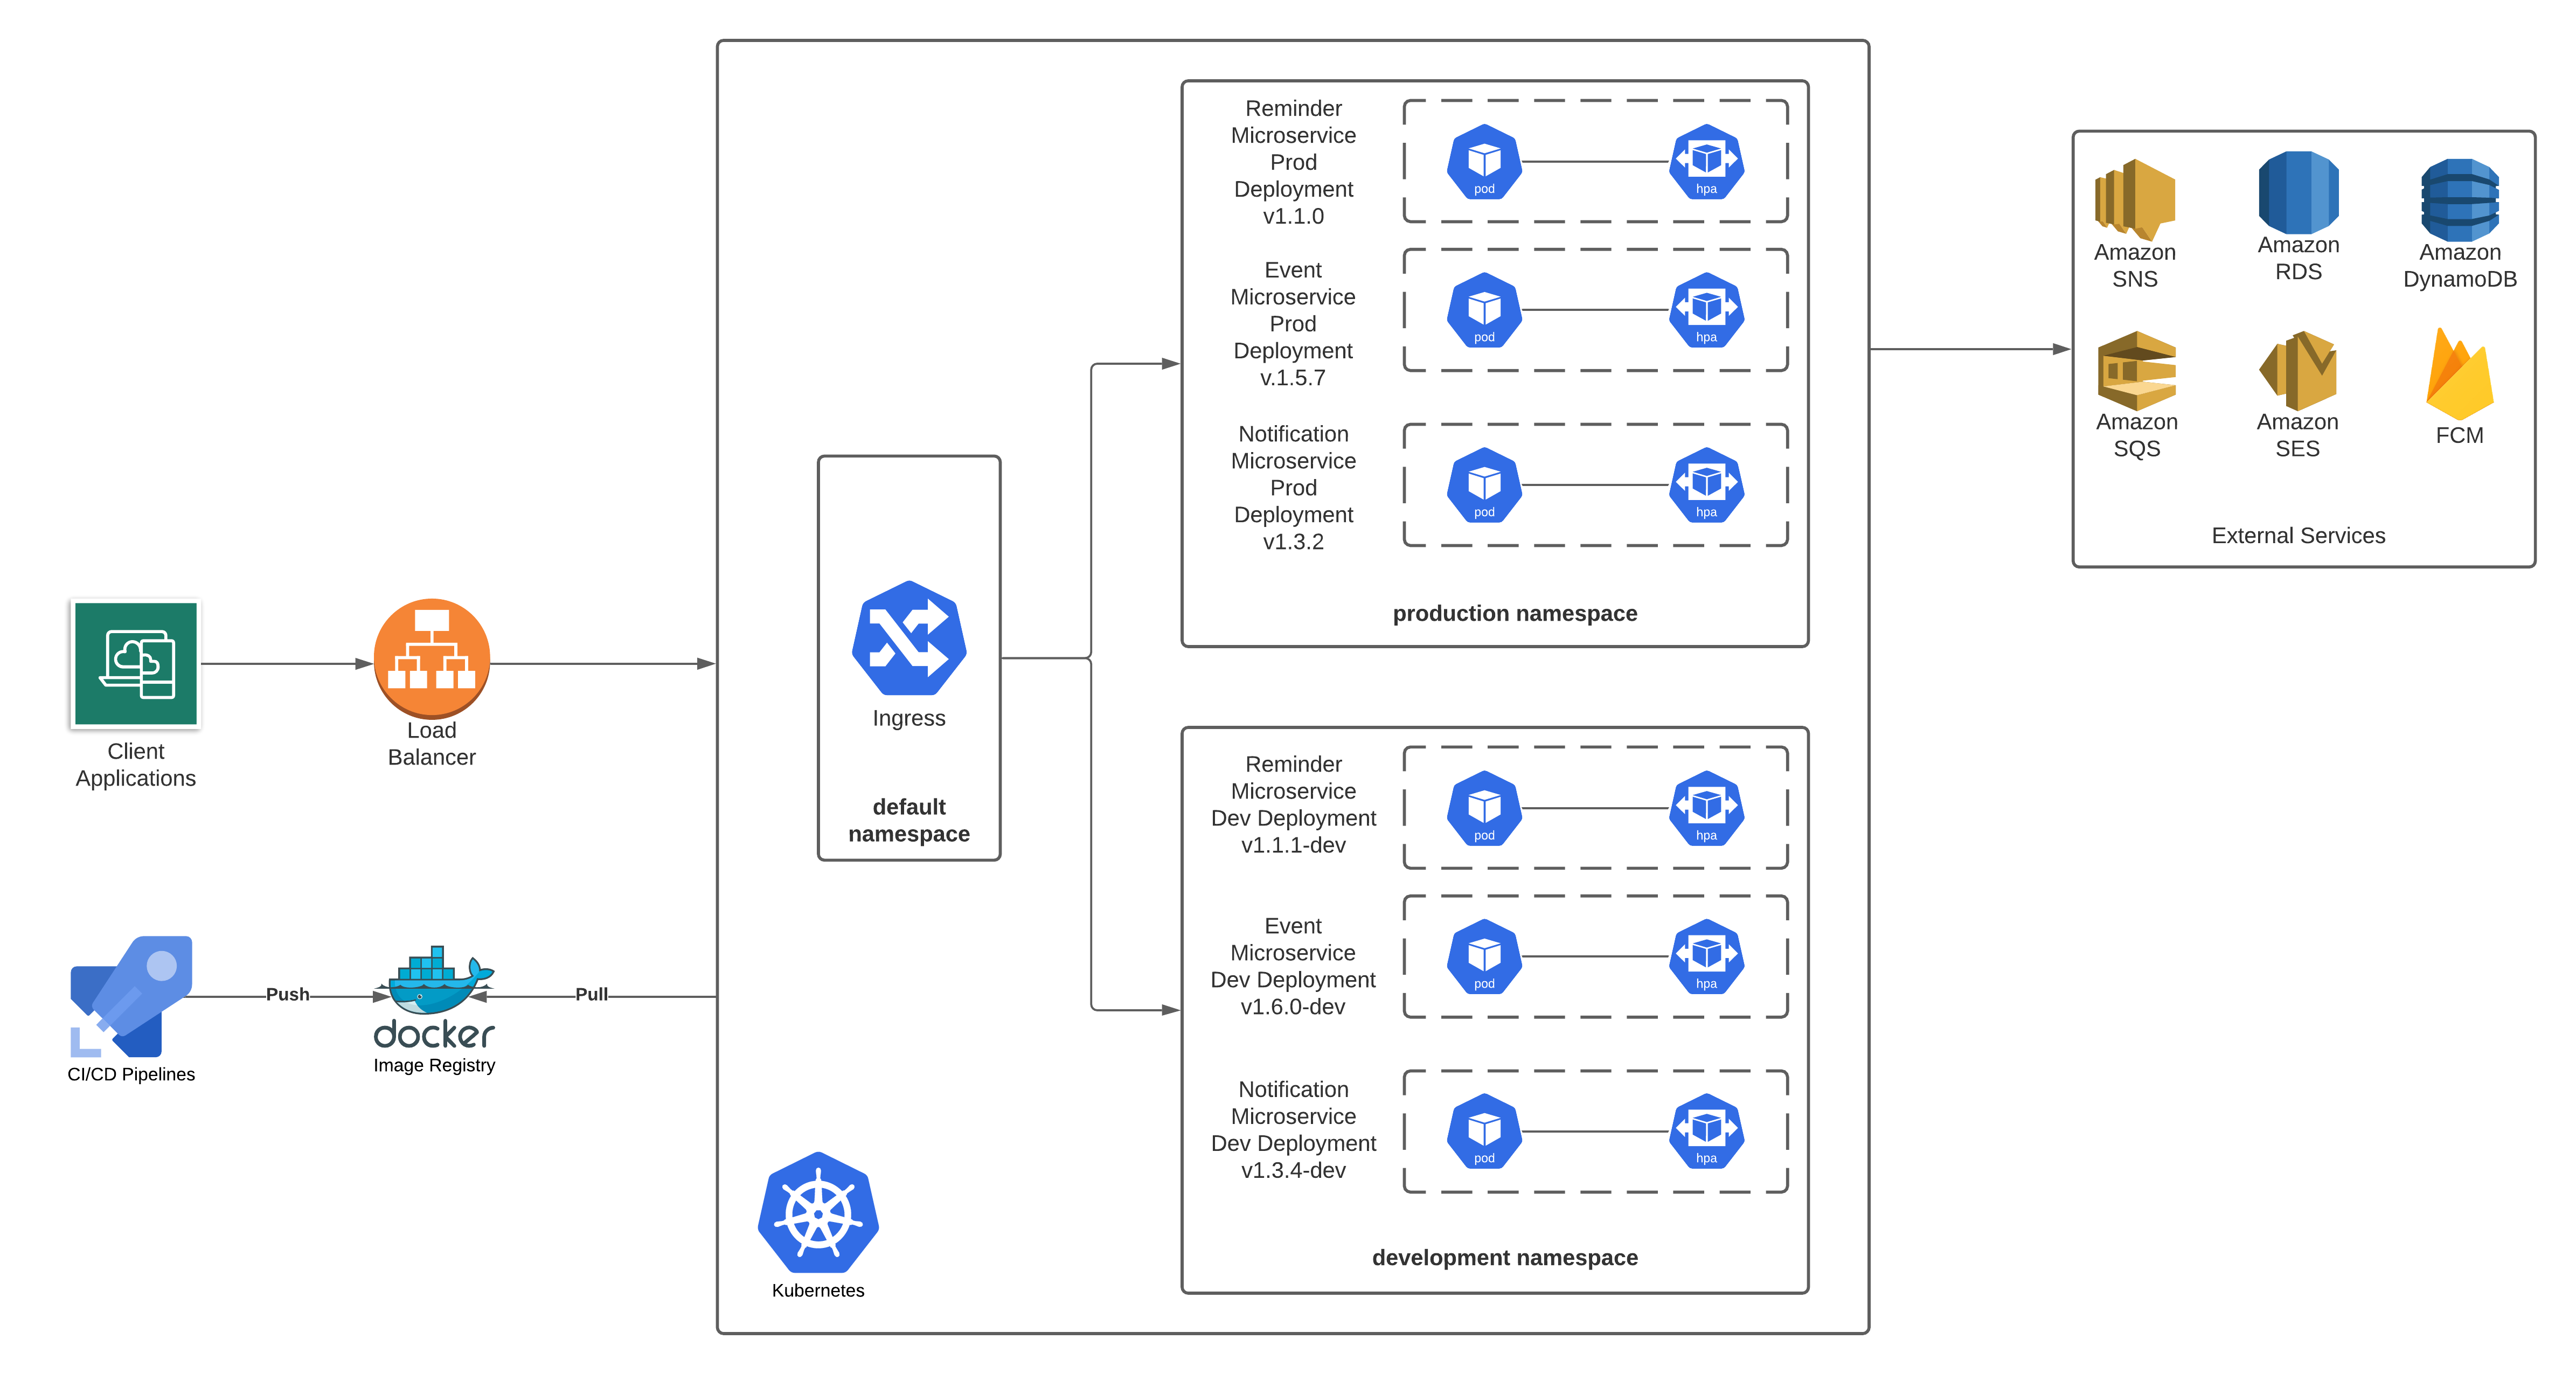 Client
Applications
Load
Balancer
CI/CD Pipelines
Push
docker
Image Registry
Pull
Kubernetes
Ingress
default
namespace
Reminder
Microservice
Prod
Deployment
v1.1.0
pod
hpa
Event
Microservice
Prod
Deployment
v.1.5.7
pod
hpa
Notification
Microservice
Prod
Deployment
v1.3.2
pod
hpa
production namespace
Reminder
Microservice
Dev Deployment
v1.1.1-dev
pod
hpa
Event
Microservice
Dev Deployment
v1.6.0-dev
pod
hpa
Notification
Microservice
Dev Deployment
v1.3.4-dev
pod
hpa
development namespace
Amazon
SNS
Amazon
RDS
Amazon
DynamoDB
Amazon
SQS
Amazon
SES
FCM
External Services